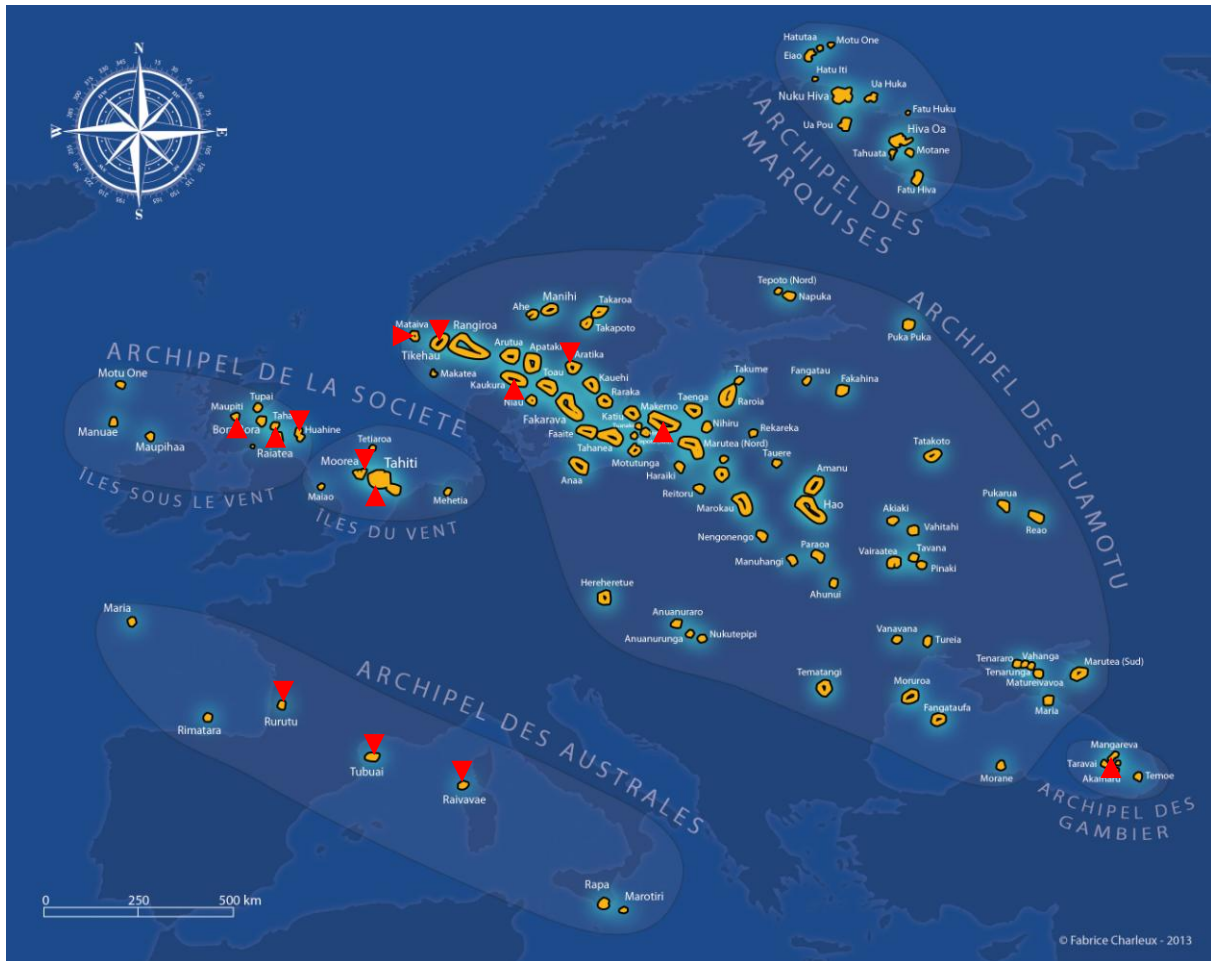 N
W
E
S
Hatutaa
Motu One
Eiao
Hatu Iti
Nuku Hiva
Ua Huka
Fatu Huku
Ua Pou
Hiva Oa
Tahuata
Motane
Fatu Hiva
ARCHIPEL DES
MARQUISES
Tepoto (Nord)
Napuka
Puka Puka
Ahe
Manihi
Takaroa
Takapoto
Mataiva
Rangiroa
Tikehau
Arutua
Apataki
Aratika
Makatea
Kaukura
Toau
Kauehi
Niau
Raraka
Takume
Fangatau
Fakahina
Raroia
Taenga
Makemo
Katiu
Fakarava
Faaite
Tahanea
Nihiru
Rekareka
Marutea (Nord)
Tauere
Motutunga
Haraiki
Anaa
Reitoru
Amanu
Hao
Marokau
Tatakoto
Pukarua
Reao
Akiaki
Vahitahi
Nengonengo
Paraoa
Manuhangi
Vairaatea
Tavana
Pinaki
Ahunui
Hereheretue
Anuanuraro
Anuanurunga
Nukutepipi
Vanavana
Tureia
Tenararo
Vahanga
Tenarunga
Matureivavoa
Marutea (Sud)
Maria
Tematangi
Moruroa
Fangataufa
Morane
ARCHIPEL DES TUAMOTU
Mangareva
Taravai
Akamaru
Temoe
ARCHIPEL DES
GAMBIER
ARCHIPEL DE LA SOCIETE
Motu One
Manuae
Maupihaa
Maupiti
Tupai
Huahine
Raiatea
ILES SOUS LE VENT
Tetiaroa
Moorea
Tahiti
Maiao
Mehetia
ILES DU VENT
Maria
Rimatara
Rurutu
Tubuai
Raivavae
ARCHIPEL DES AUSTRALES
Rapa
Marotiri
0
250
500 km
© Fabrice Charleux - 2013